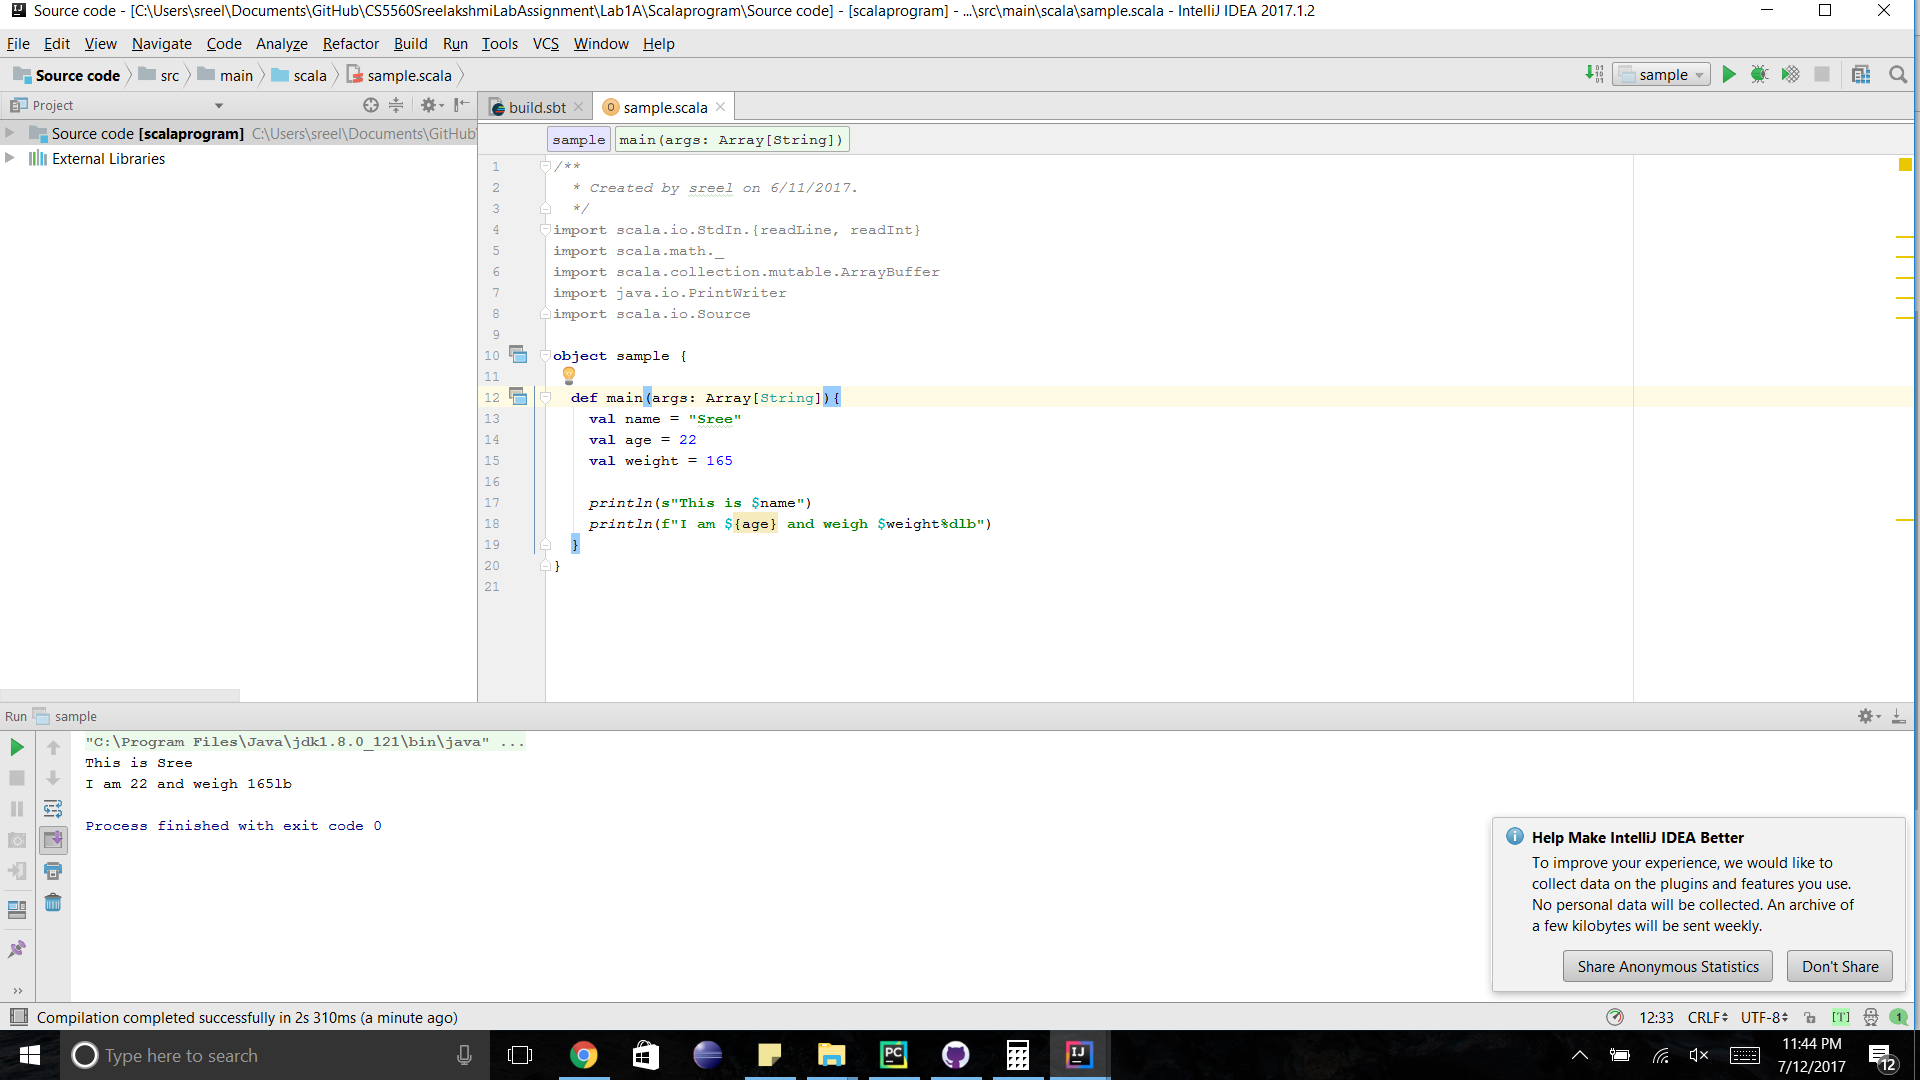 Source code - [C:\Users\sreel\Documents\GitHub\CS5560SreelakshmiLabAssignment\Lab1A\Scalaprogram\Source code] - [scalaprogram] - ...\src\main\scala\sample.scala - IntelliJ IDEA 2017.1.2
File Edit View Navigate Code Analyze Refactor Build Run Tools VCS Window Help
Source code src main scala sample.scala
sample
Project
build.sbt sample.scala
Source code [scalaprogram] C:\Users\sreel\Documents\GitHub
External Libraries
sample main(args: Array[String])
1 /**
2 * Created by sreel on 6/11/2017.
3 */
4 import scala.io.StdIn.{readLine, readInt}
5 import scala.math._
6 import scala.collection.mutable.ArrayBuffer
7 import java.io.PrintWriter
8 import scala.io.Source
9
10 object sample {
11
12 def main(args: Array[String]){
13 val name = "Sree"
14 val age = 22
15 val weight = 165
16
17 println(s"This is $name")
18 println(f"I am ${age} and weigh $weight%dlb")
19 }
20 }
21
Run sample
"C:\Program Files\Java\jdk1.8.0_121\bin\java" ...
This is Sree
I am 22 and weigh 165lb
Process finished with exit code 0
Help Make IntelliJ IDEA Better
To improve your experience, we would like to
collect data on the plugins and features you use.
No personal data will be collected. An archive of
a few kilobytes will be sent weekly.
Share Anonymous Statistics Don't Share
Compilation completed successfully in 2s 310ms (a minute ago)
12:33 CRLF UTF-8 [T] 1
Type here to search
11:44 PM
7/12/2017
12